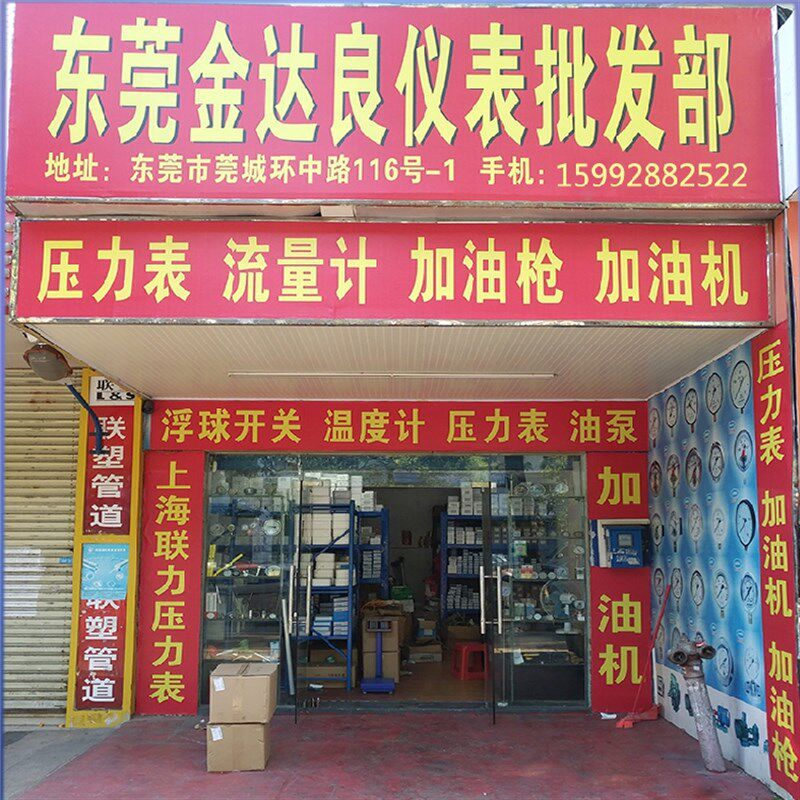 东莞金达良仪表批发部
地址：东莞市莞城环中路116号-1 手机：15992882522
压力表 流量计 加油枪 加油机
浮球开关 温度计 压力表 油泵
联
L&S
联塑管道
联塑管道
上海联力压力表
加油机
压力表 加油机 加油枪